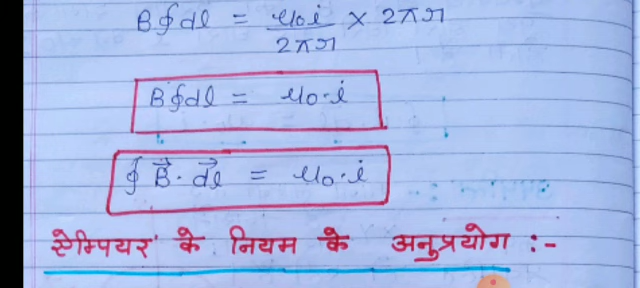 B∮dl = μ₀i/2πr × 2πr
B∮dl = μ₀·i
∮ B⃗ · dl⃗ = μ₀·i
ऐम्पियर के नियम के अनुप्रयोग :-